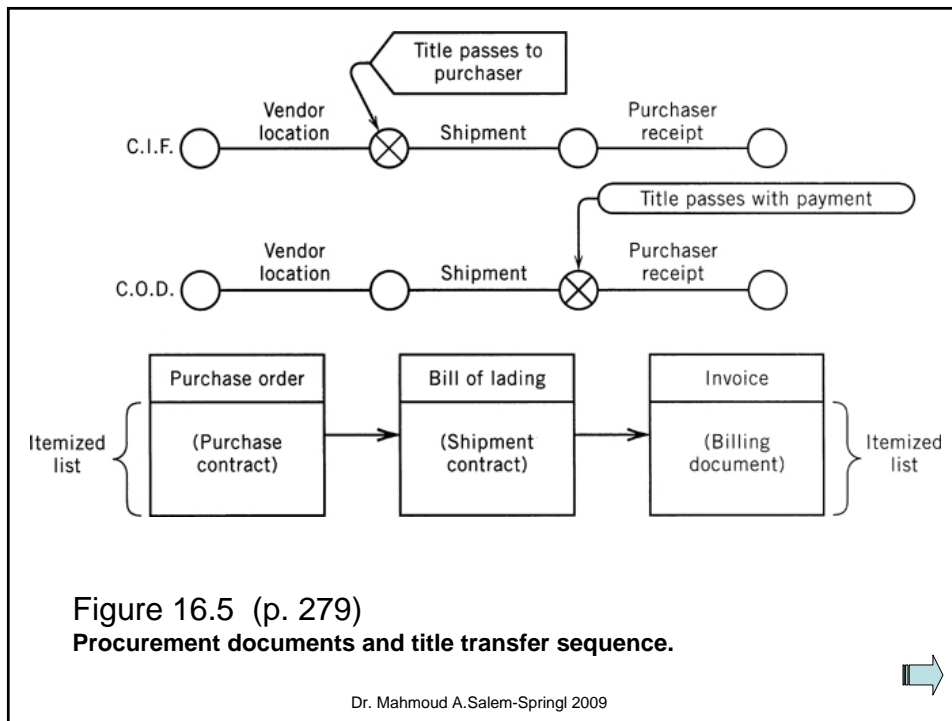 Title passes to
purchaser
Vendor
location
Shipment
Purchaser
receipt
C.I.F.
Title passes with payment
Vendor
location
Shipment
Purchaser
receipt
C.O.D.
Purchase order
Bill of lading
Invoice
Itemized
list
(Purchase
contract)
(Shipment
contract)
(Billing
document)
Itemized
list
Figure 16.5 (p. 279)
Procurement documents and title transfer sequence.
Dr. Mahmoud A.Salem-Springl 2009